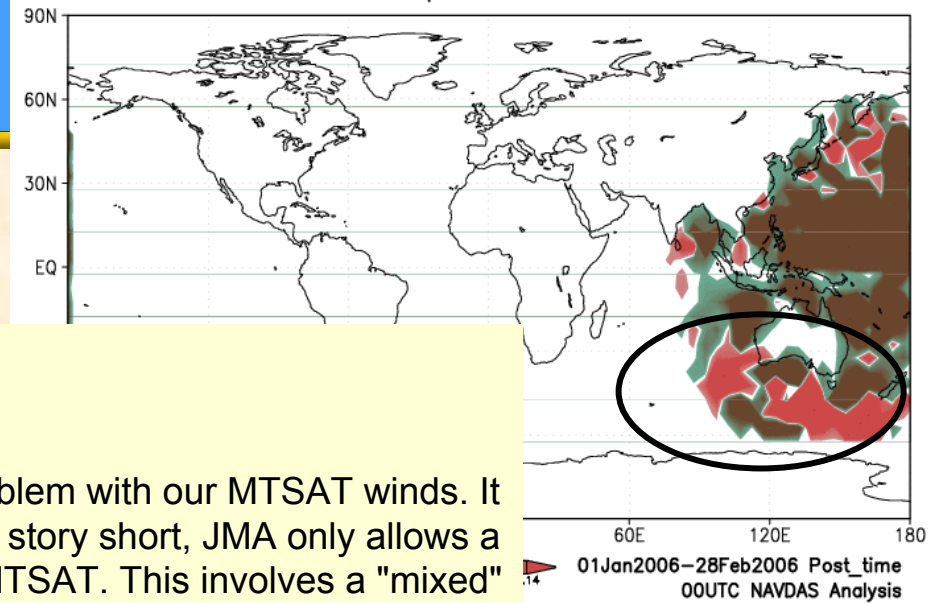 90N
60N
30N
EQ
60E 120E 180
.14
01Jan2006–28Feb2006 Post_time
00UTC NAVDAS Analysis
blem with our MTSAT winds. It
story short, JMA only allows a
MTSAT. This involves a "mixed"